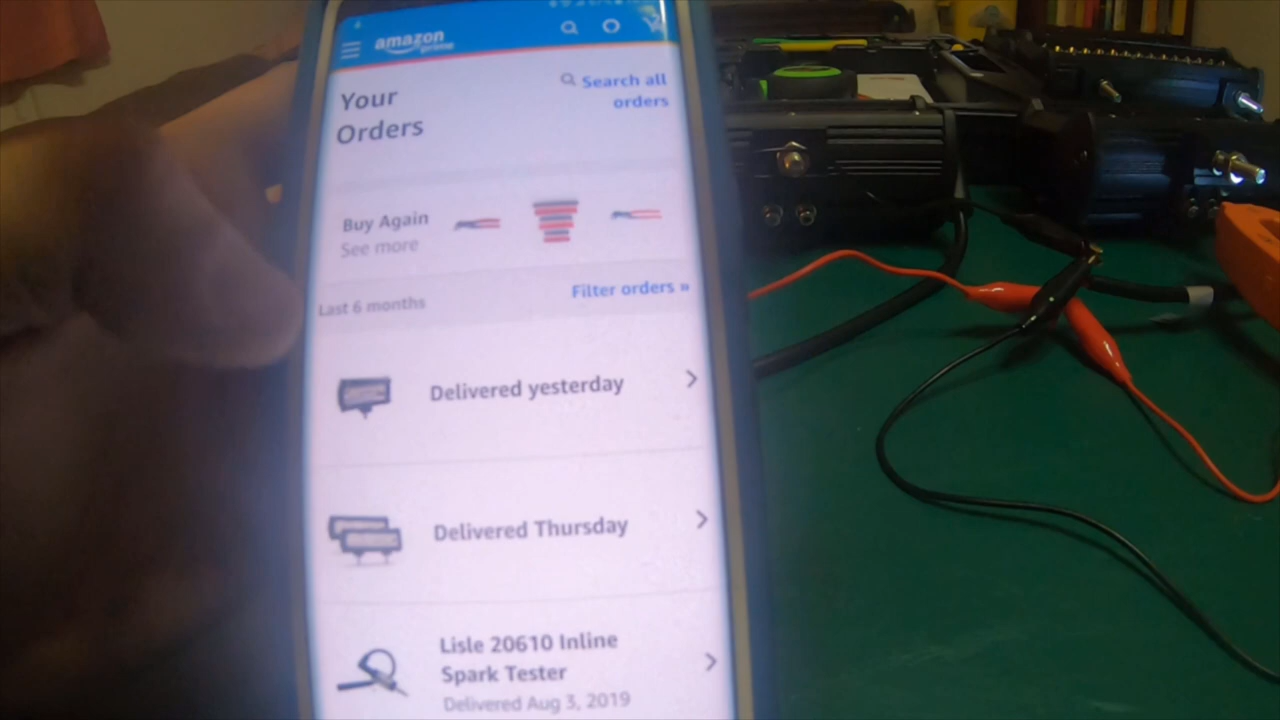 amazon
prime
Your
Orders
Search all
orders
Buy Again
See more
Last 6 months
Filter orders »
Delivered yesterday
Delivered Thursday
Lisle 20610 Inline
Spark Tester
Delivered Aug 3, 2019